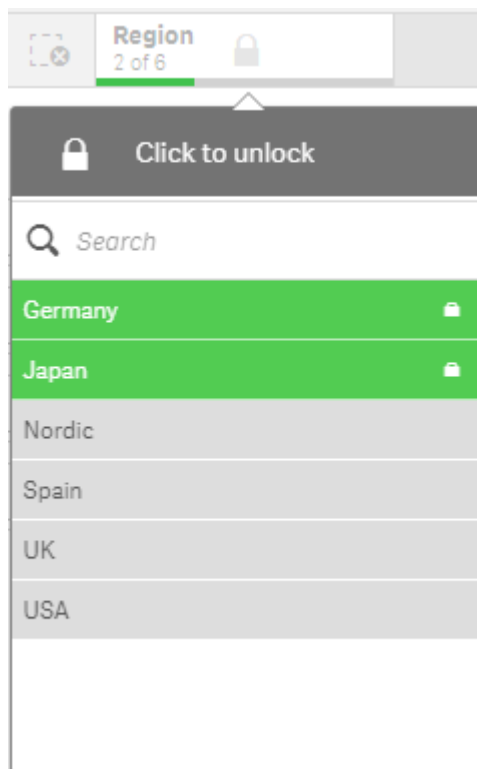 Region
2 of 6
Click to unlock
Search
Germany
Japan
Nordic
Spain
UK
USA